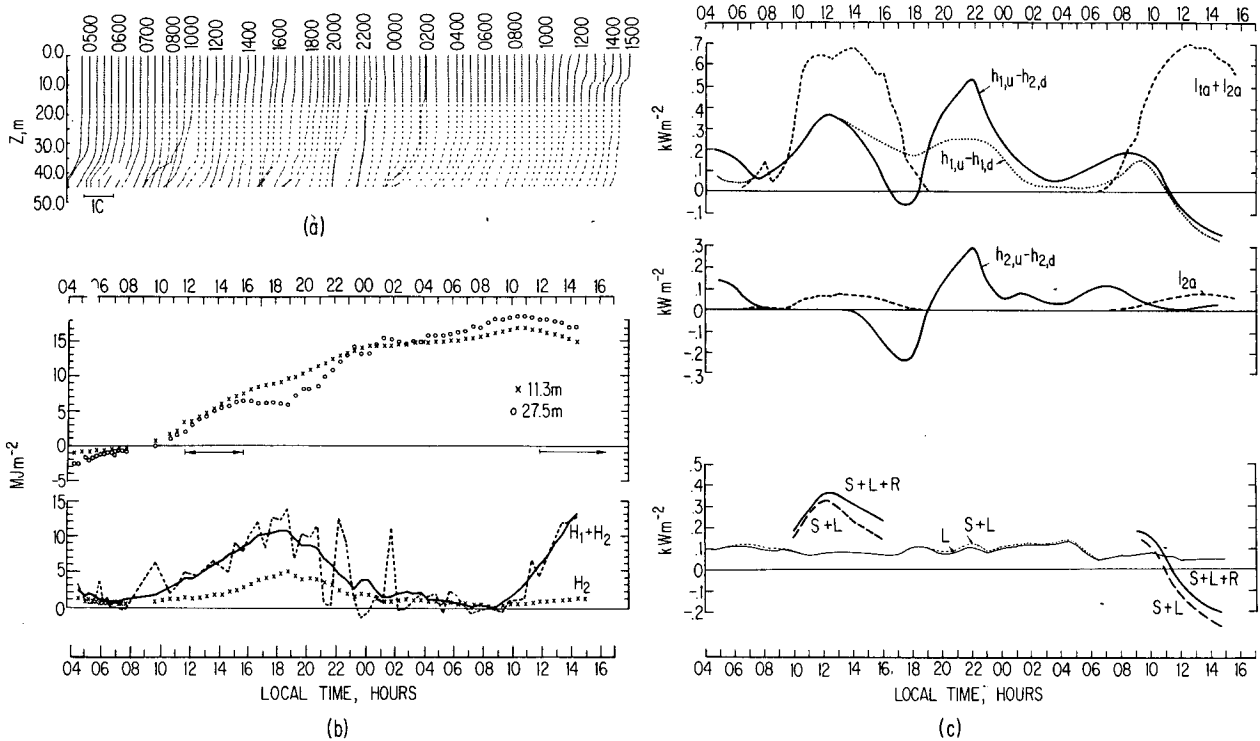 0500
0600
0700
0800
1000
1200
1400
1600
1800
2000
2200
0000
0200
0400
0600
0800
1000
1200
1400
1500
0.0
10.0
20.0
30.0
40.0
50.0
Z, m
1C
(a)
04 06 08 10 12 14 16 18 20 22 00 02 04 06 08 10 12 14 16
15
10
5
0
-5
× 11.3m
○ 27.5m
MJm⁻²
15
10
5
0
H₁+H₂
H₂
04 06 08 10 12 14 16 18 20 22 00 02 04 06 08 10 12 14 16
LOCAL TIME, HOURS
(b)
04 06 08 10 12 14 16 18 20 22 00 02 04 06 08 10 12 14 16
.7
.6
.5
.4
.3
.2
.1
0
-.1
kWm⁻²
h₁,u-h₂,d
h₁,u-h₁,d
I₁a+I₂a
.3
.2
.1
0
-.1
-.2
-.3
kWm⁻²
h₂,u-h₂,d
I₂a
.5
.4
.3
.2
.1
0
-.1
-.2
kWm⁻²
S+L+R
S+L
L
S+L
S+L+R
S+L
04 06 08 10 12 14 16 18 20 22 00 02 04 06 08 10 12 14 16
LOCAL TIME, HOURS
(c)